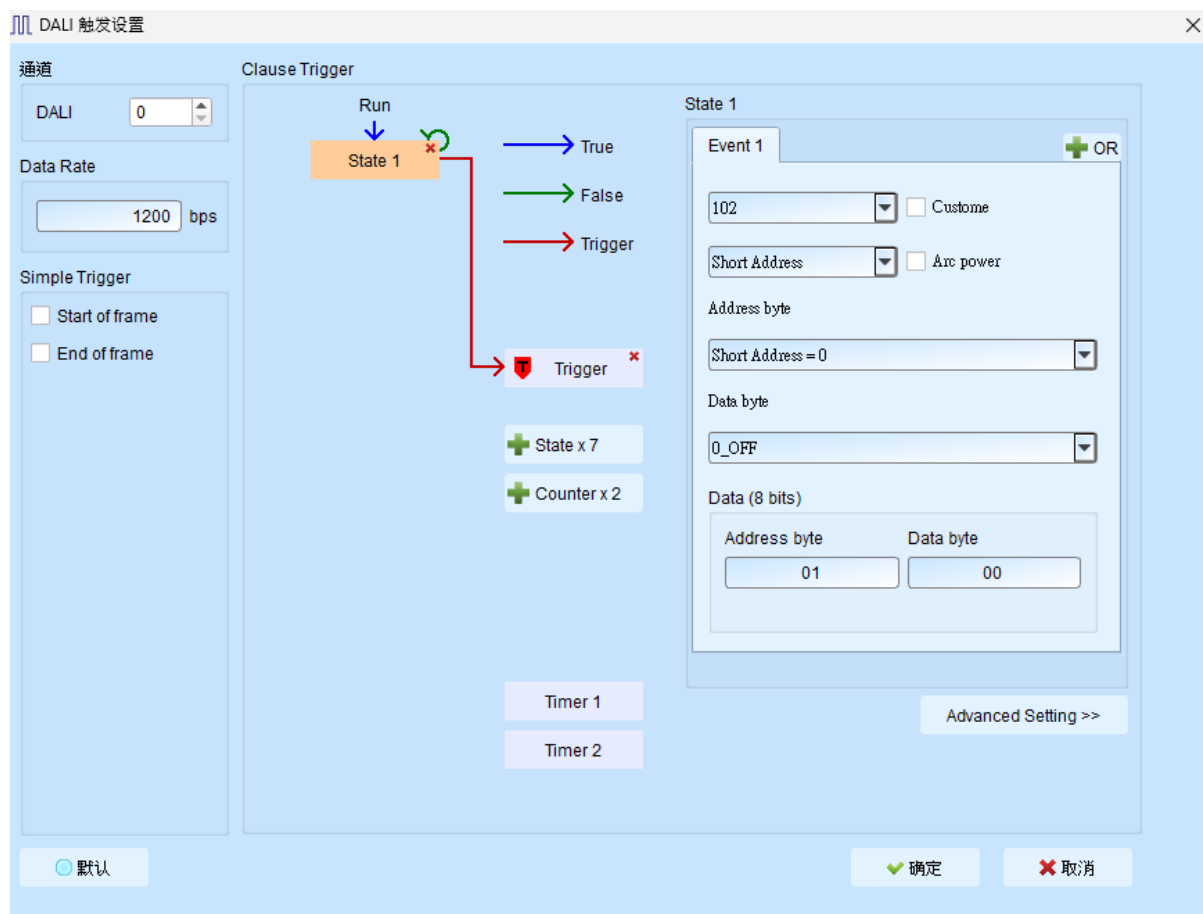 DALI 触发设置
通道
DALI
0
Data Rate
1200 bps
Simple Trigger
Start of frame
End of frame
Clause Trigger
Run
State 1
True
False
Trigger
T Trigger
State x 7
Counter x 2
Timer 1
Timer 2
State 1
Event 1
OR
102
Custome
Short Address
Arc power
Address byte
Short Address = 0
Data byte
0_OFF
Data (8 bits)
Address byte
Data byte
01
00
Advanced Setting >>
默认
确定
取消